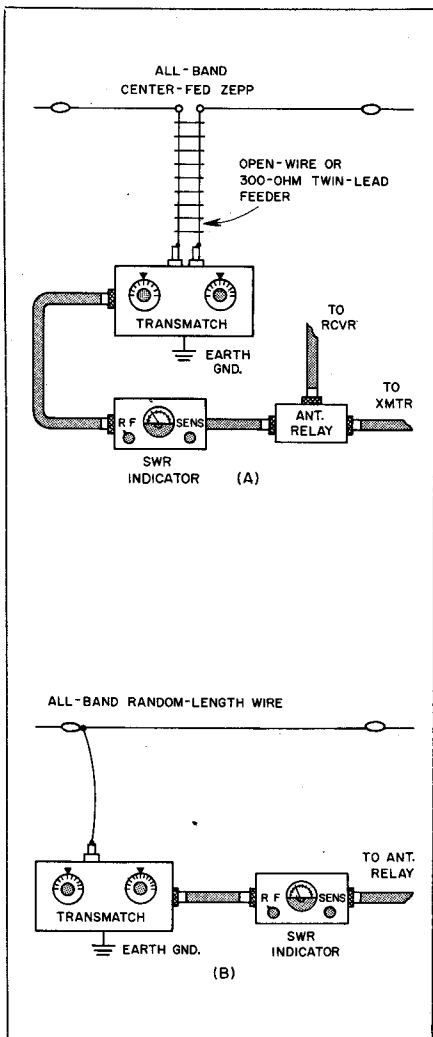 ALL-BAND
CENTER-FED ZEPP
OPEN-WIRE OR
300-OHM TWIN-LEAD
FEEDER
TRANSMATCH
EARTH
GND.
TO
RCVR
TO
XMTR
ANT.
RELAY
RF
SENS
SWR
INDICATOR
(A)
ALL-BAND RANDOM-LENGTH WIRE
TRANSMATCH
EARTH GND.
RF
SENS
TO ANT.
RELAY
SWR
INDICATOR
(B)